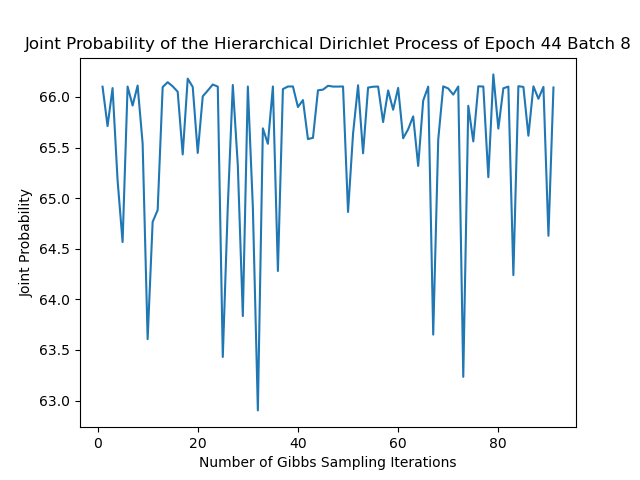 Joint Probability of the Hierarchical Dirichlet Process of Epoch 44 Batch 8
66.0
65.5
65.0
64.5
64.0
63.5
63.0
Joint Probability
0 20 40 60 80
Number of Gibbs Sampling Iterations